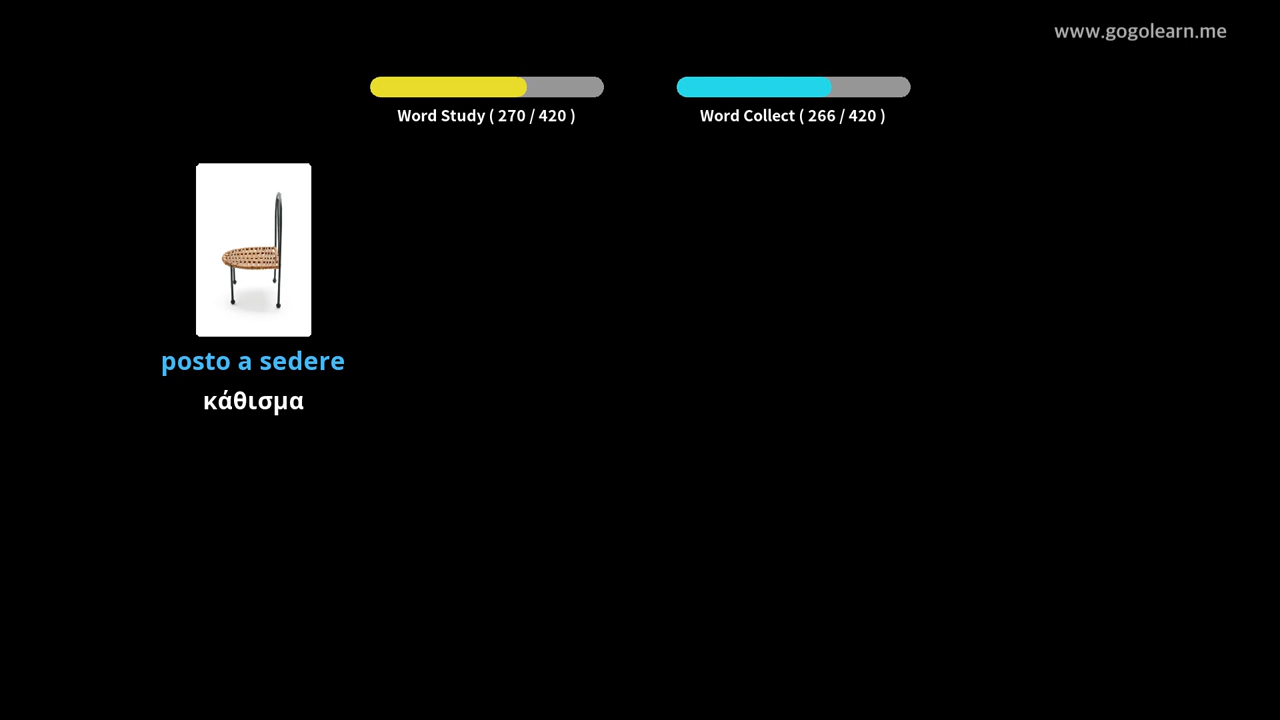 www.gogolearn.me
Word Study ( 270 / 420 )
Word Collect ( 266 / 420 )
posto a sedere
κάθισμα